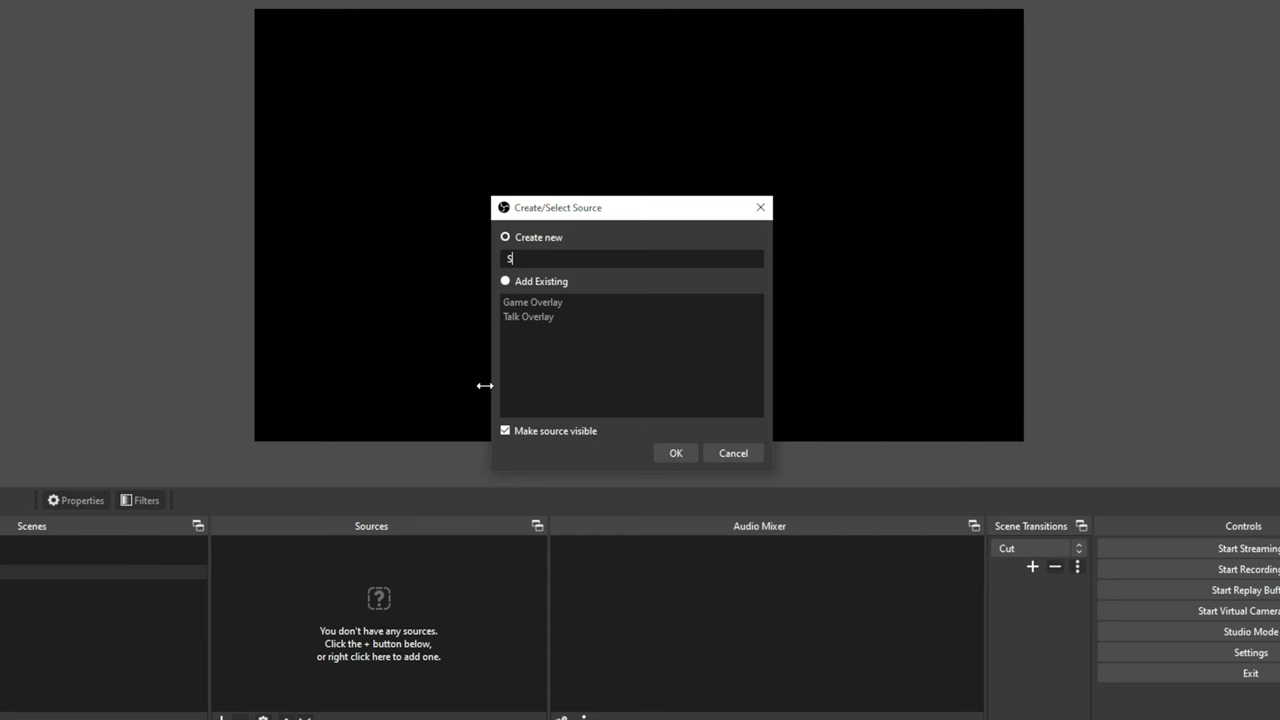 Create/Select Source
Create new
S
Add Existing
Game Overlay
Talk Overlay
Make source visible
OK
Cancel
Properties
Filters
Scenes
Sources
Audio Mixer
Scene Transitions
Controls
Cut
Start Streaming
Start Recording
Start Replay Buff
Start Virtual Camera
Studio Mode
Settings
Exit
?
You don't have any sources.
Click the + button below,
or right click here to add one.